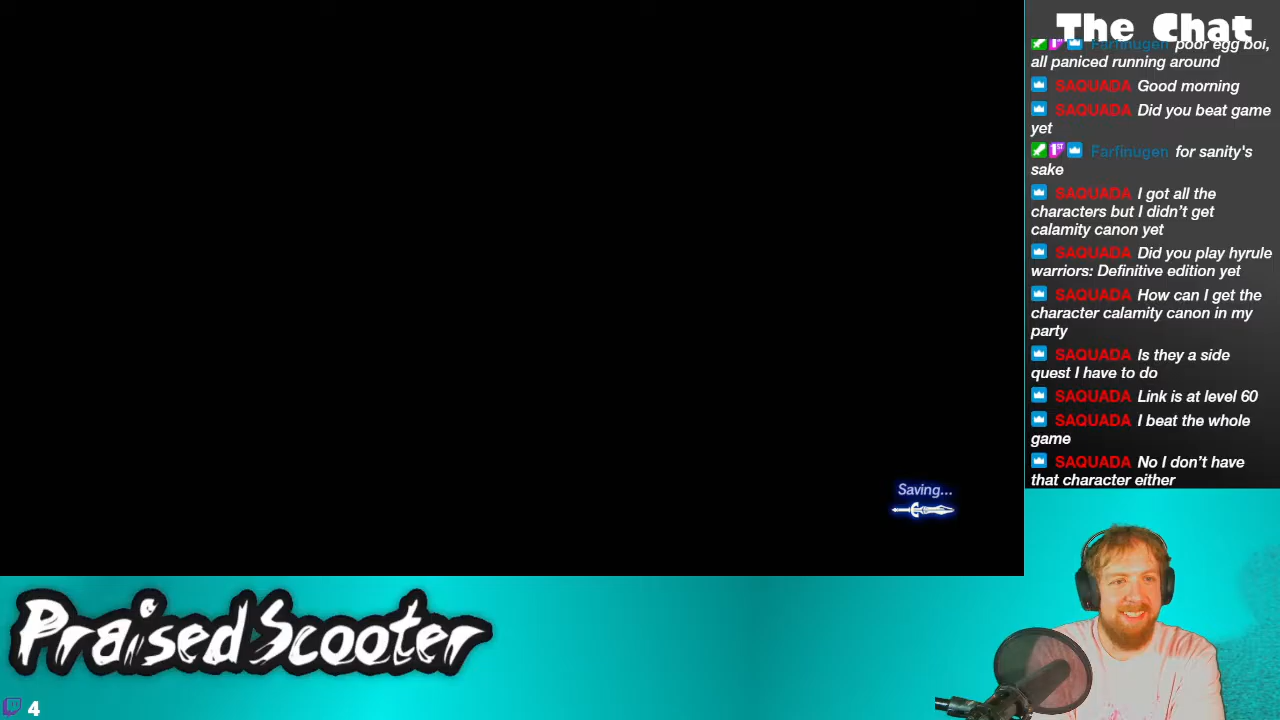 The Chat
Farfinugen poor egg boi,
all paniced running around
SAQUADA Good morning
SAQUADA Did you beat game
yet
1ST Farfinugen for sanity's
sake
SAQUADA I got all the
characters but I didn't get
calamity canon yet
SAQUADA Did you play hyrule
warriors: Definitive edition yet
SAQUADA How can I get the
character calamity canon in my
party
SAQUADA Is they a side
quest I have to do
SAQUADA Link is at level 60
SAQUADA I beat the whole
game
SAQUADA No I don't have
that character either
Saving...
PraisedScooter
4